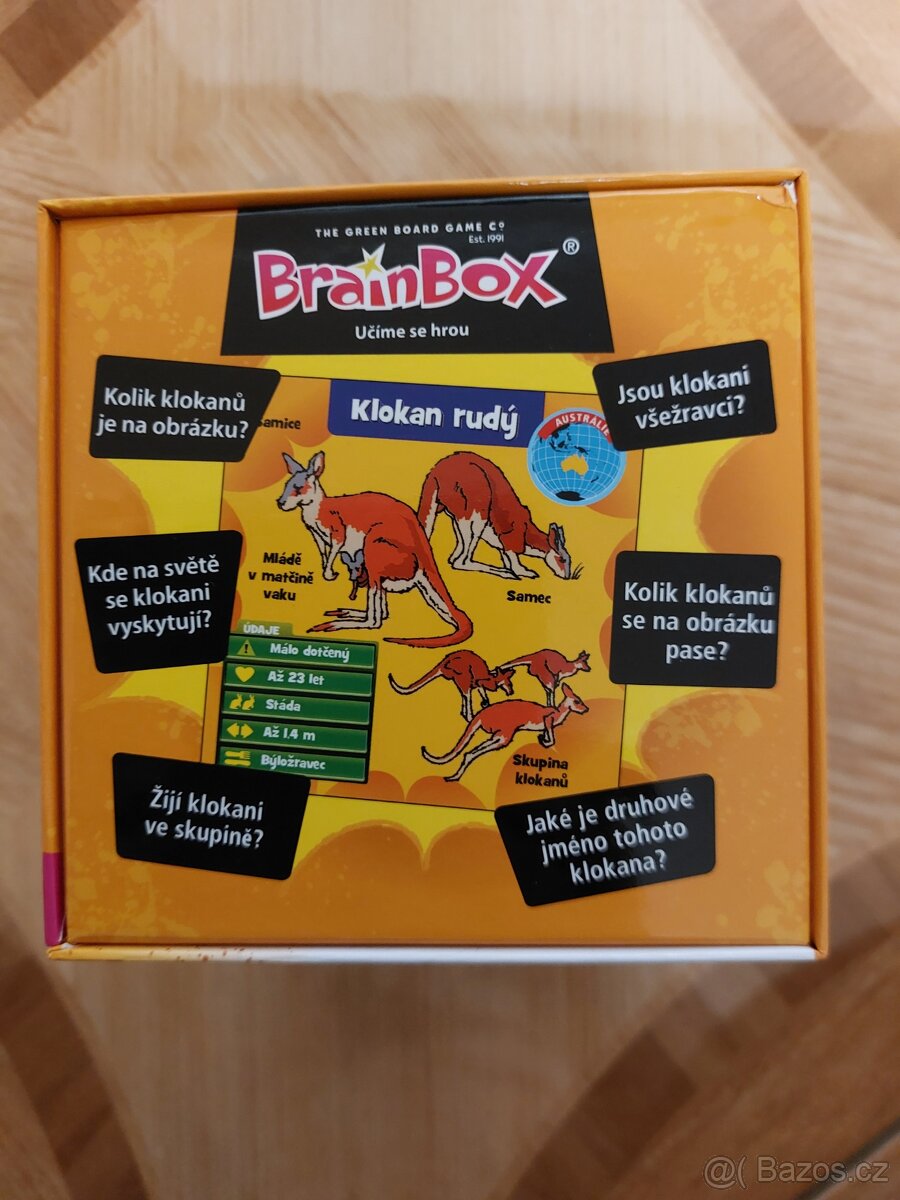 THE GREEN BOARD GAME Cº
Est. 1991
BrainBox®
Učíme se hrou
Kolik klokanů
je na obrázku?
Jsou klokani
všežravci?
Klokan rudý
AUSTRÁLIE
Samice
Kde na světě
se klokani
vyskytují?
Mládě
v matčině
vaku
Samec
Kolik klokanů
se na obrázku
pase?
ÚDAJE
Málo dotčený
Až 23 let
Stáda
Až 1.4 m
Býložravec
Skupina
klokanů
Žijí klokani
ve skupině?
Jaké je druhové
jméno tohoto
klokana?
@( Bazos.cz